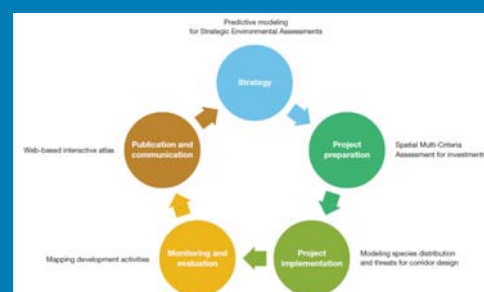 Predictive modeling
for Strategic Environmental Assessments
Strategy
Project
preparation
Spatial Multi-Criteria
Assessment for investments
Project
implementation
Modeling species distribution
and threats for corridor design
Monitoring and
evaluation
Mapping development activities
Publication and
communication
Web-based interactive atlas